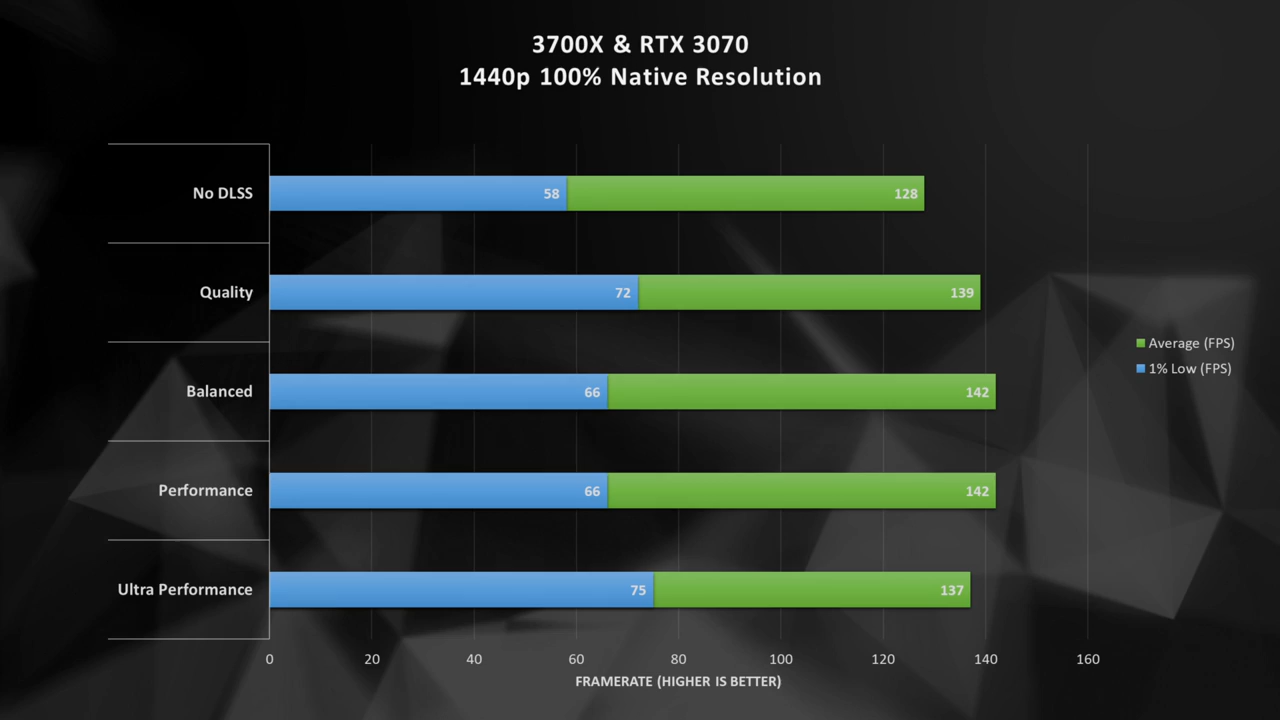 3700X & RTX 3070
1440p 100% Native Resolution
No DLSS
58
128
Quality
72
139
Balanced
66
142
Performance
66
142
Ultra Performance
75
137
Average (FPS)
1% Low (FPS)
0 20 40 60 80 100 120 140 160
FRAMERATE (HIGHER IS BETTER)